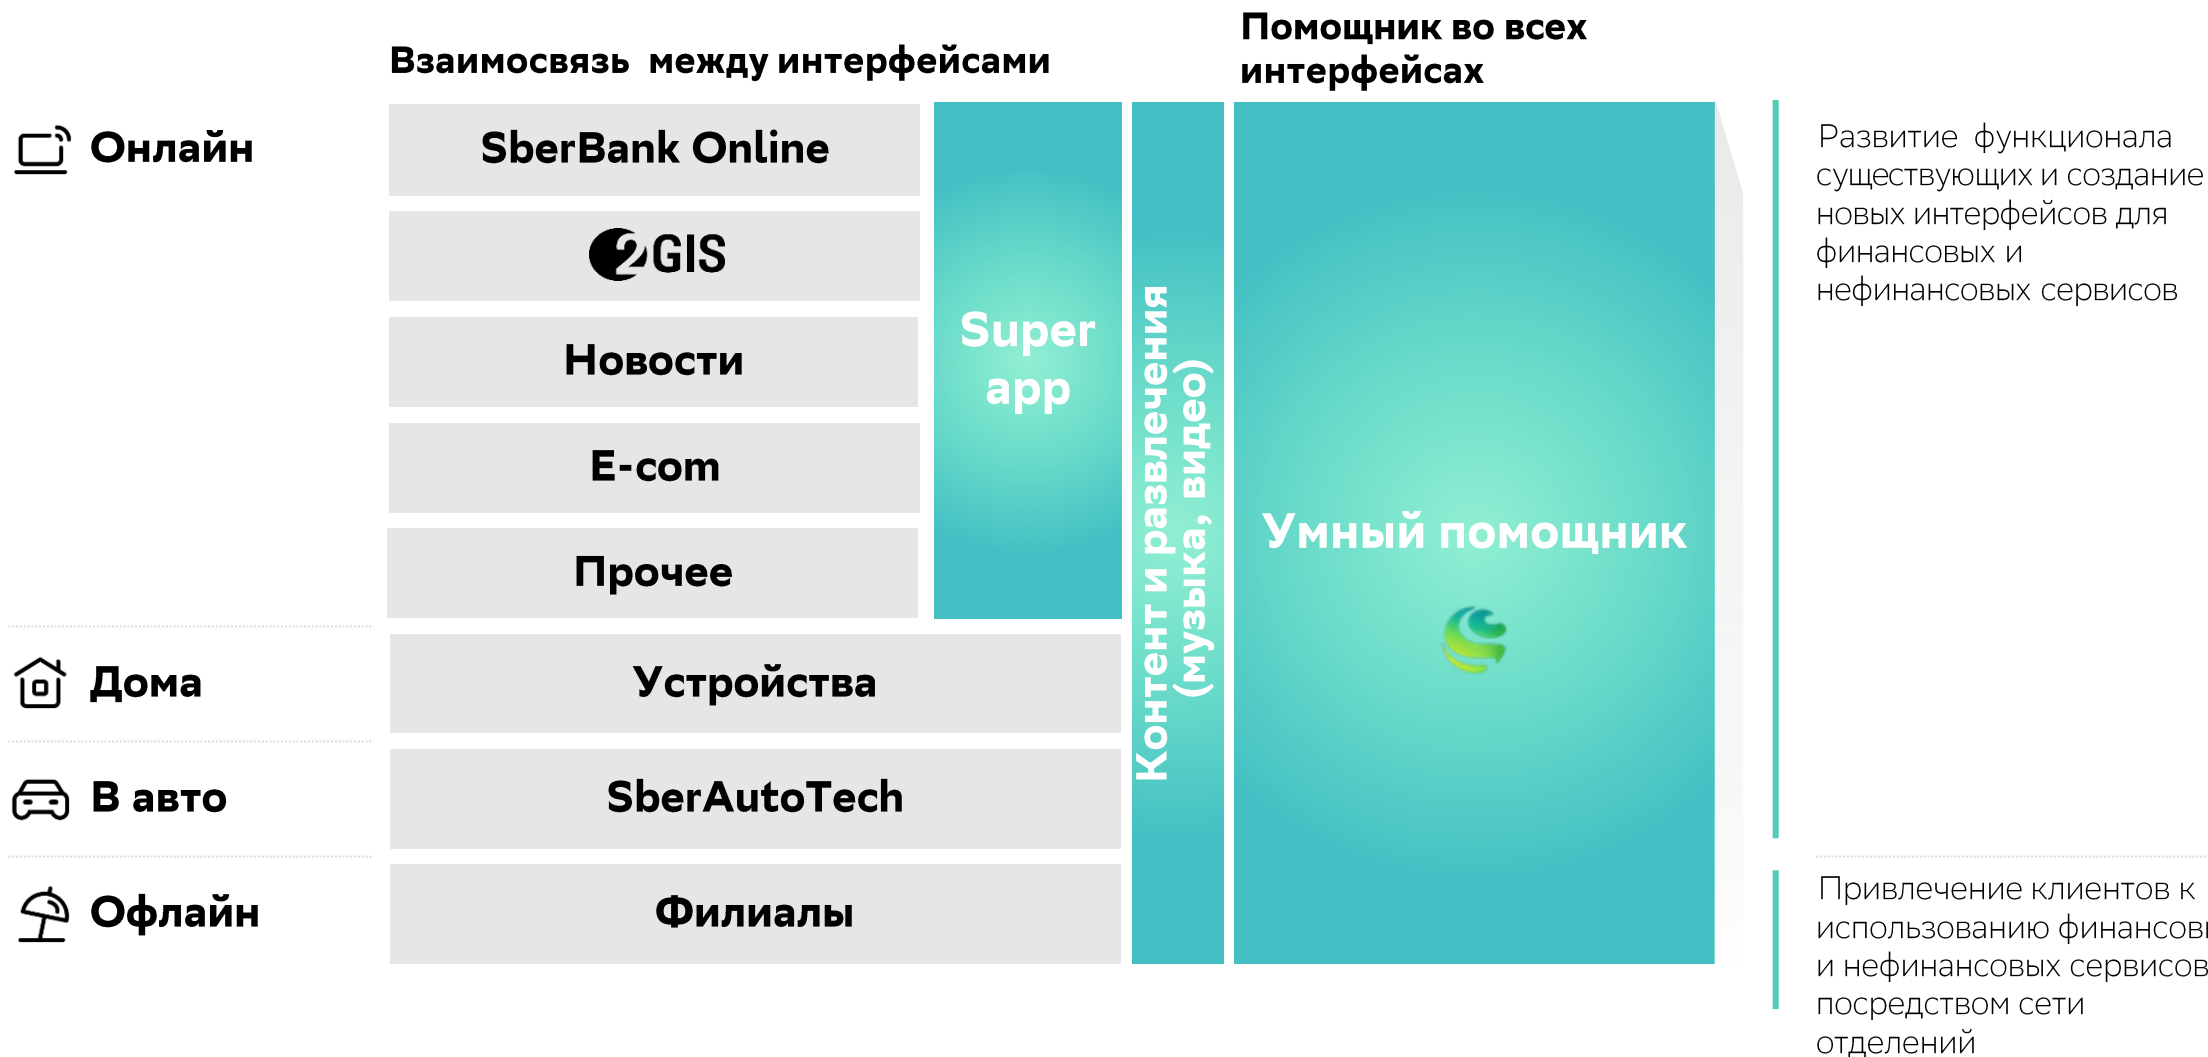 Взаимосвязь между интерфейсами
Помощник во всех
интерфейсах
Онлайн
SberBank Online
2GIS
Новости
E-com
Прочее
Super
app
Дома
Устройства
В авто
SberAutoTech
Офлайн
Филиалы
Контент и развлечения
(музыка, видео)
Умный помощник
Развитие функционала
существующих и создание
новых интерфейсов для
финансовых и
нефинансовых сервисов
Привлечение клиентов к
использованию финансовы
и нефинансовых сервисов
посредством сети
отделений